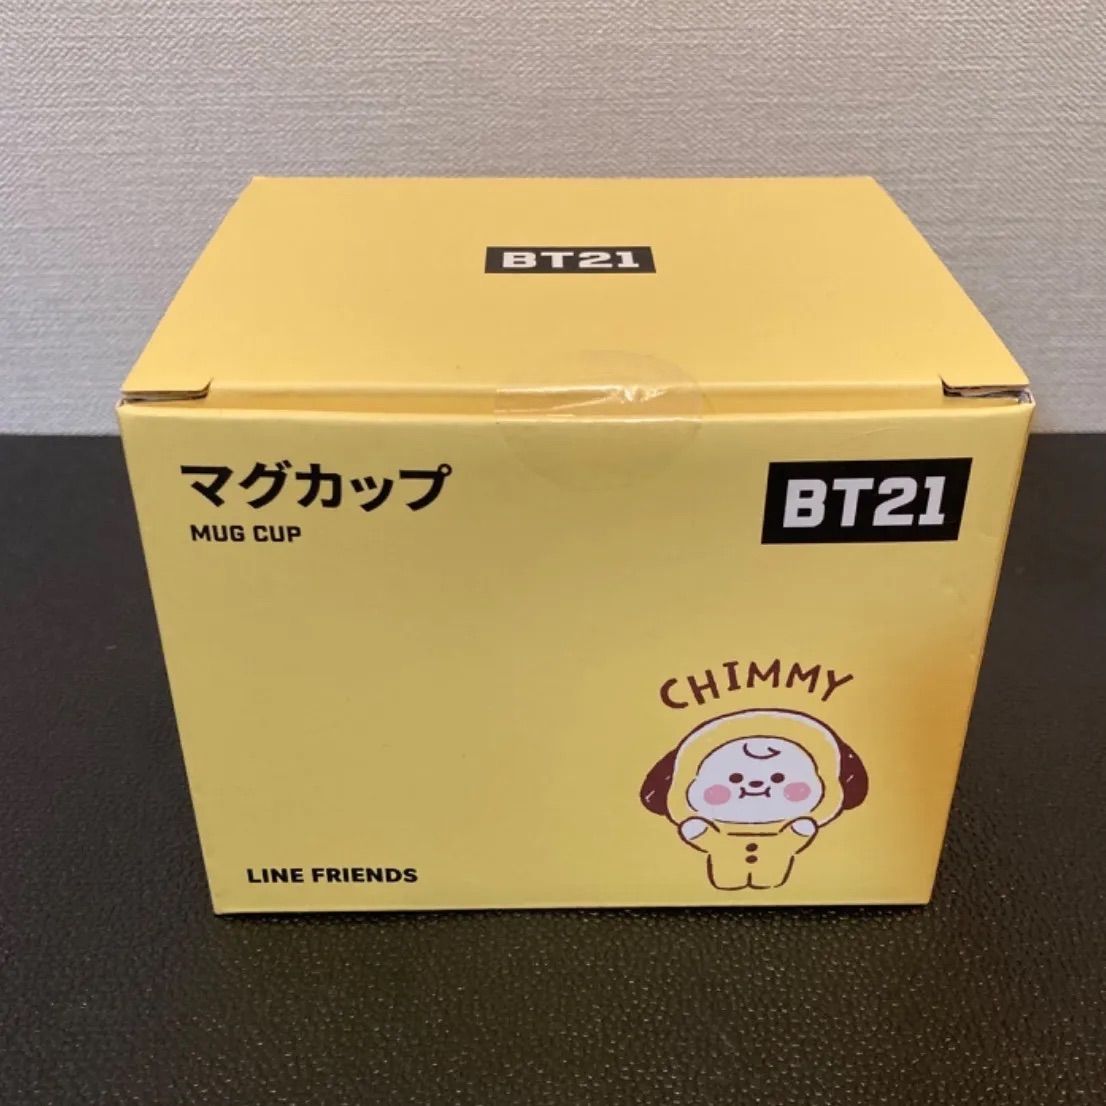 BT21
マグカップ
MUG CUP
BT21
CHIMMY
LINE FRIENDS